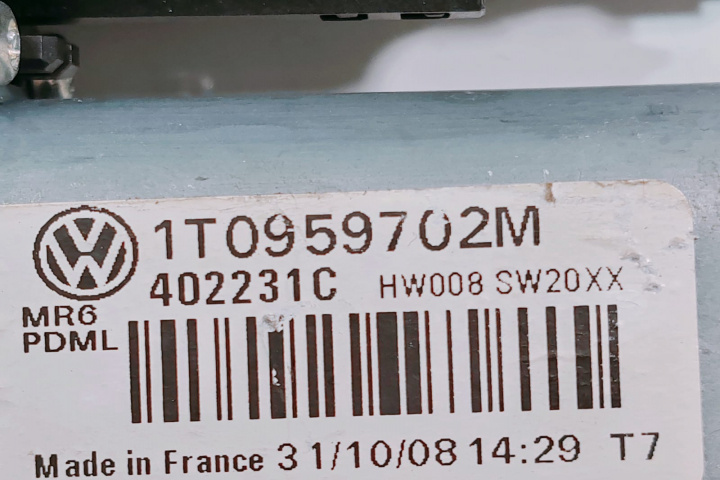 1T0959702M
402231C HW008 SW20XX
MR6
PDML
Made in France 31/10/08 14:29 T7